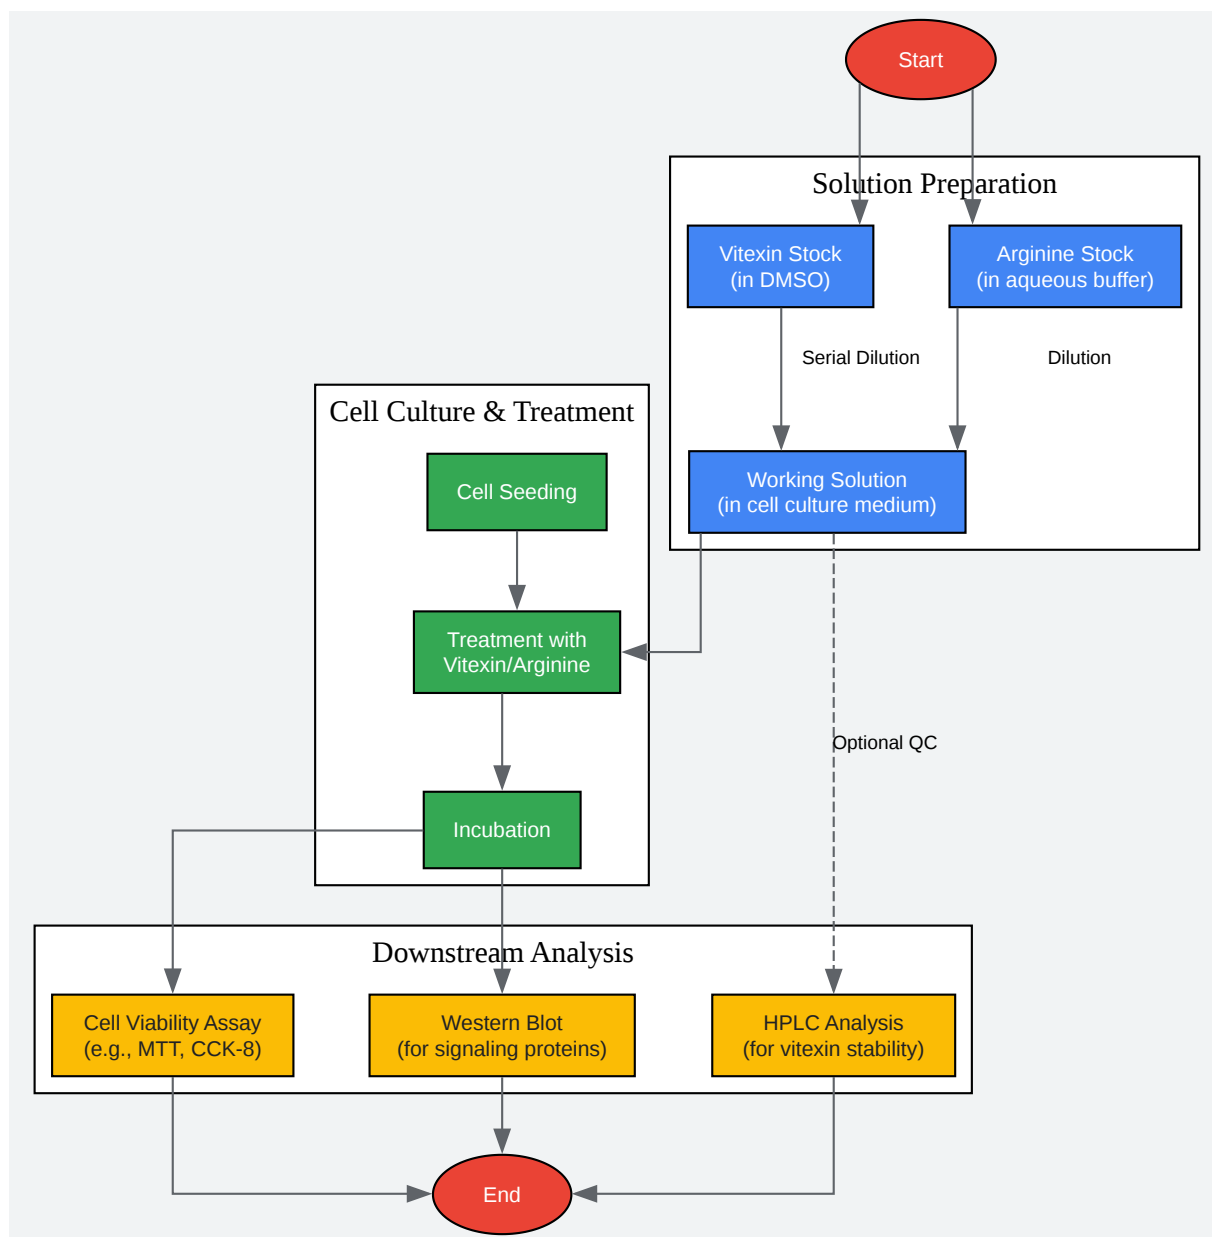 Start
Solution Preparation
Vitexin Stock
(in DMSO)
Arginine Stock
(in aqueous buffer)
Serial Dilution
Dilution
Working Solution
(in cell culture medium)
Cell Culture & Treatment
Cell Seeding
Treatment with
Vitexin/Arginine
Incubation
Optional QC
Downstream Analysis
Cell Viability Assay
(e.g., MTT, CCK-8)
Western Blot
(for signaling proteins)
HPLC Analysis
(for vitexin stability)
End